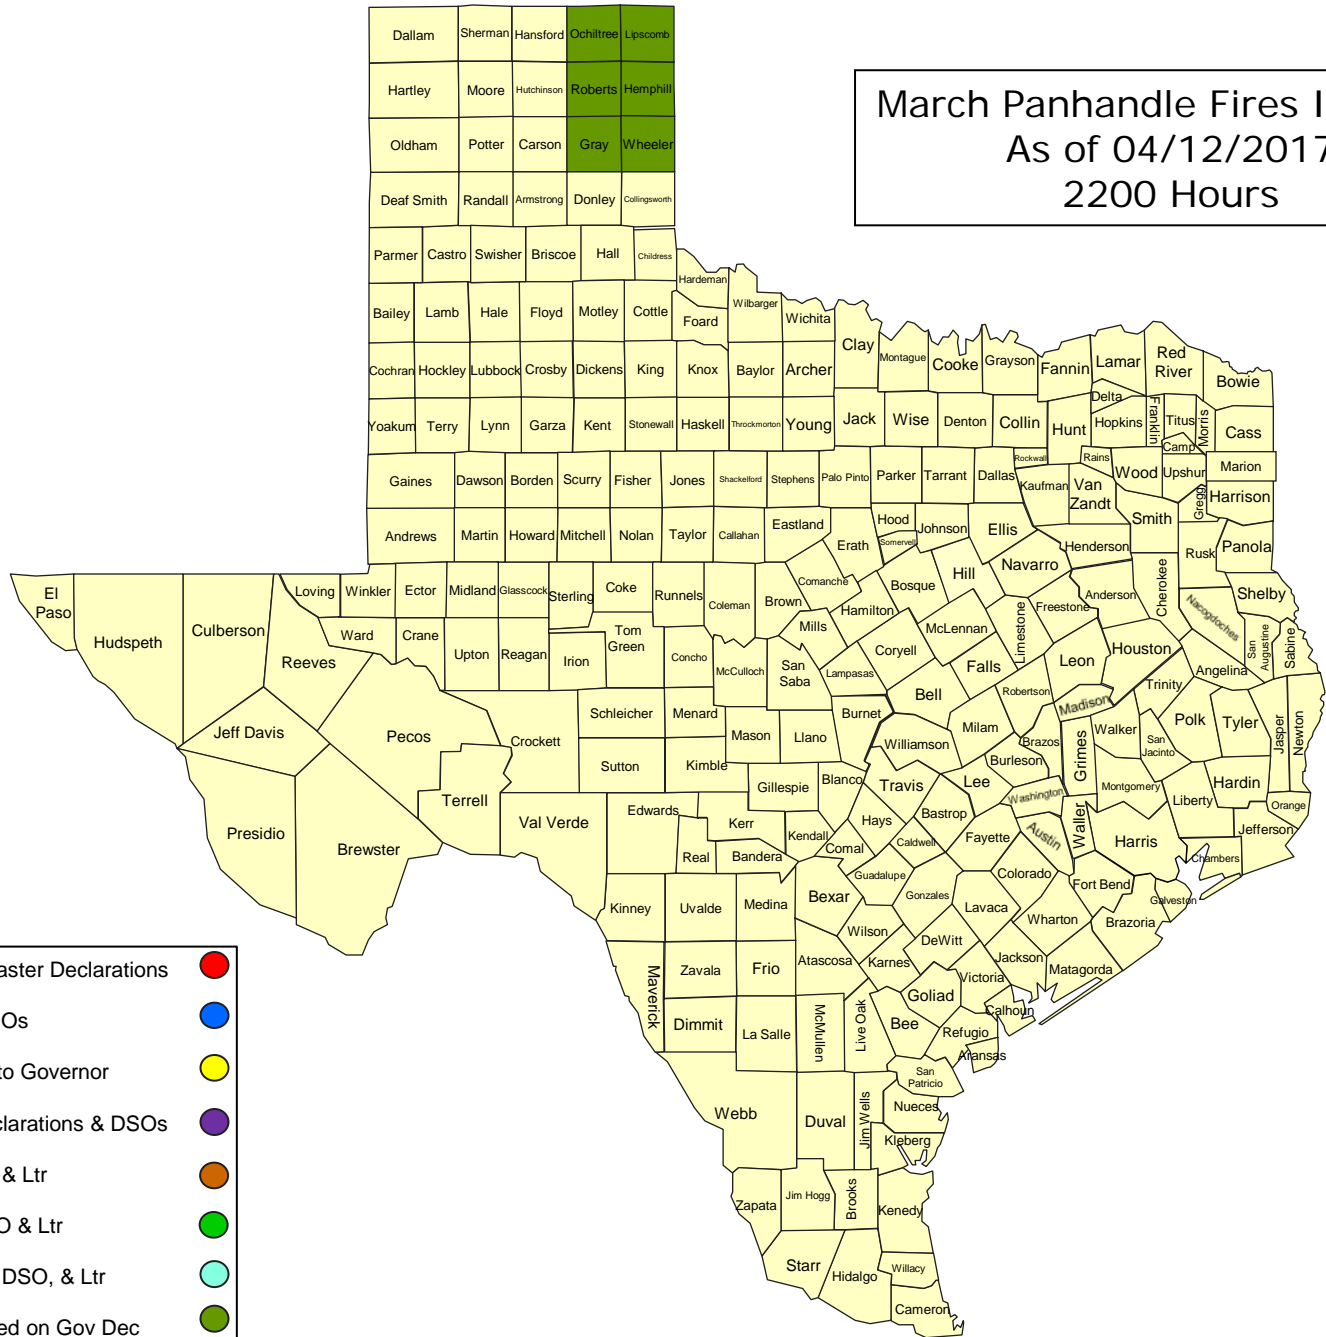 March Panhandle Fires
As of 04/12/2017
2200 Hours
Dallam Sherman Hansford Ochiltree Lipscomb
Hartley Moore Hutchinson Roberts Hemphill
Oldham Potter Carson Gray Wheeler
Deaf Smith Randall Armstrong Donley Collingsworth
Parmer Castro Swisher Briscoe Hall Childress
Hardeman
Bailey Lamb Hale Floyd Motley Cottle Foard Wilbarger Wichita
Clay Montague Cooke Grayson Fannin Lamar Red River Bowie
Cochran Hockley Lubbock Crosby Dickens King Knox Baylor Archer
Delta
Yoakum Terry Lynn Garza Kent Stonewall Haskell Throckmorton Young Jack Wise Denton Collin Hunt Hopkins Franklin Titus Morris Cass
Camp
Rockwall Rains Wood Upshur Marion
Gaines Dawson Borden Scurry Fisher Jones Shackelford Stephens Palo Pinto Parker Tarrant Dallas Kaufman Van Zandt Gregg Harrison
Andrews Martin Howard Mitchell Nolan Taylor Callahan Eastland Erath Hood Somervell Johnson Ellis Henderson Smith Rusk Panola
El Paso Hudspeth Culberson Loving Winkler Ector Midland Glasscock Sterling Coke Runnels Coleman Brown Comanche Hamilton Bosque Hill Navarro Freestone Anderson Cherokee Nacogdoches Shelby
Reeves Ward Crane Upton Reagan Irion Tom Green Concho McCulloch San Saba Mills Lampasas Coryell McLennan Limestone Falls Leon Houston Angelina San Augustine Sabine
Jeff Davis Pecos Crockett Schleicher Menard Mason Llano Burnet Bell Milam Robertson Madison Trinity
Brazos Grimes Walker San Jacinto Polk Tyler Jasper Newton
Terrell Sutton Kimble Gillespie Blanco Williamson Travis Lee Burleson Washington Montgomery Liberty Hardin Orange
Presidio Brewster Val Verde Edwards Kerr Real Bandera Kendall Comal Hays Caldwell Bastrop Fayette Austin Waller Harris Jefferson Chambers
Kinney Uvalde Medina Bexar Guadalupe Gonzales Lavaca Colorado Fort Bend Galveston
Wharton Brazoria
Maverick Zavala Frio Atascosa Wilson Karnes DeWitt Jackson Matagorda
Victoria Goliad Calhoun
Dimmit La Salle McMullen Live Oak Bee Refugio Aransas
San Patricio
Webb Duval Jim Wells Nueces
Kleberg
Zapata Jim Hogg Brooks Kenedy
Starr Hidalgo Willacy
Cameron
aster Declarations
Os
to Governor
clarations & DSOs
& Ltr
O & Ltr
DSO, & Ltr
ed on Gov Dec